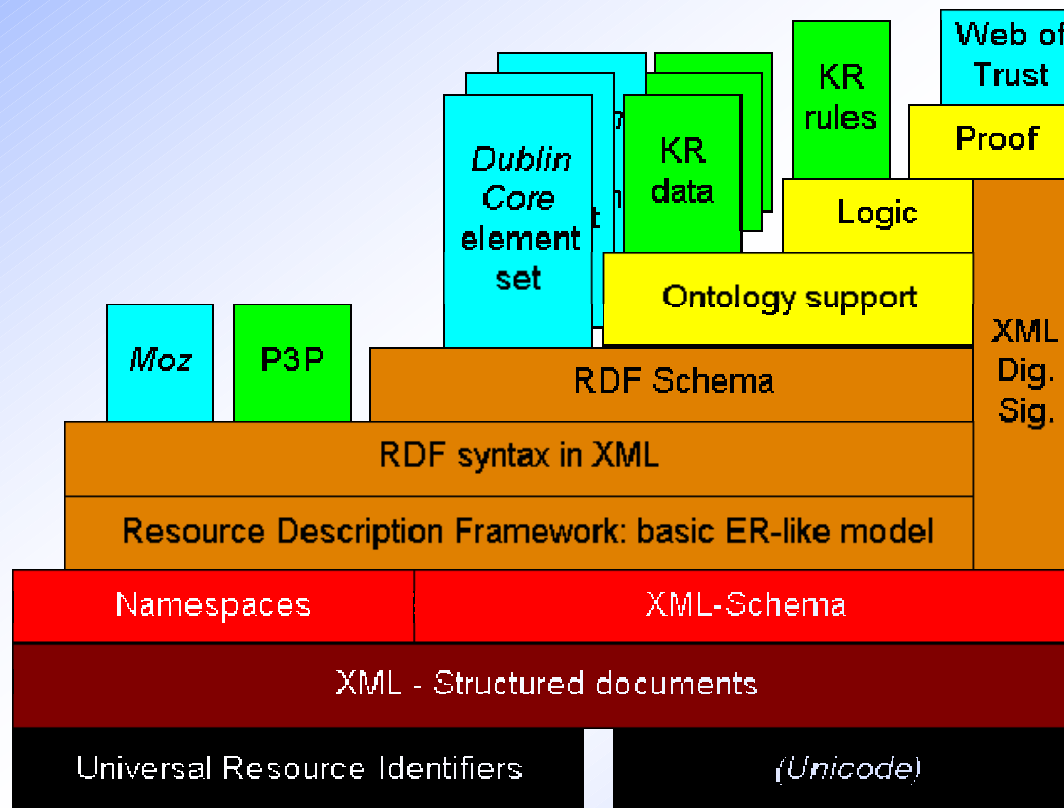 Web of
Trust
KR
rules
Proof
Dublin
Core
element
set
KR
data
Logic
Ontology support
Moz
P3P
RDF Schema
XML
Dig.
Sig.
RDF syntax in XML
Resource Description Framework: basic ER-like model
Namespaces
XML-Schema
XML - Structured documents
Universal Resource Identifiers
(Unicode)